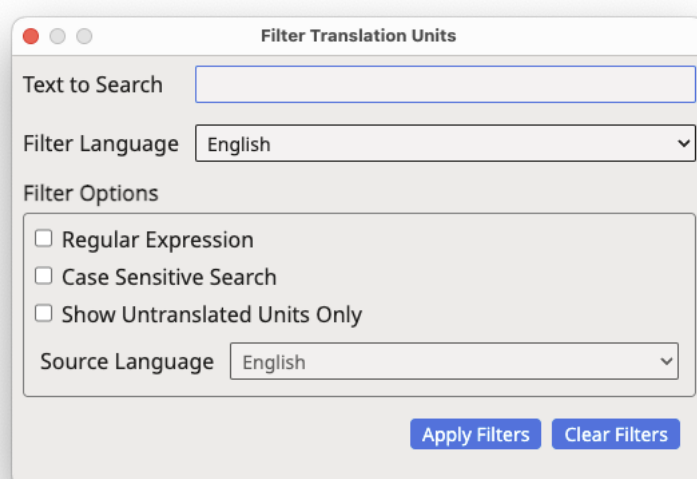 Filter Translation Units
Text to Search
Filter Language English
Filter Options
Regular Expression
Case Sensitive Search
Show Untranslated Units Only
Source Language English
Apply Filters Clear Filters